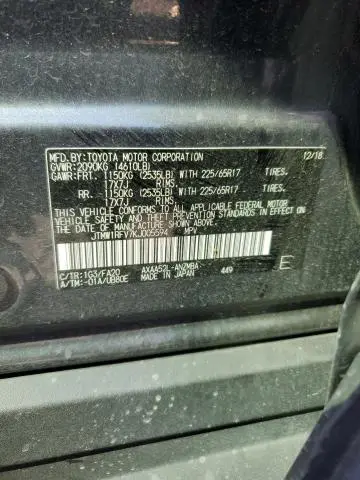 MFD.BY:TOYOTA MOTOR CORPORATION 12/18
GVWR:2090KG (4610LB)
GAWR:FRT. 1150KG (2535LB) WITH 225/65R17 TIRES,
17X7J RIMS,
RR. 1150KG (2535LB) WITH 225/65R17 TIRES,
17X7J RIMS,
THIS VEHICLE CONFORMS TO ALL APPLICABLE FEDERAL MOTOR
VEHICLE SAFETY AND THEFT PREVENTION STANDARDS IN EFFECT
ON THE DATE OF MANUFACTURE SHOWN ABOVE.
JTMW1RFV7KJ005594 MPV
C/TR:1G3/FA20 AXAA52L-ANZMBA 449 E
A/TM:-01A/UB80E MADE IN JAPAN